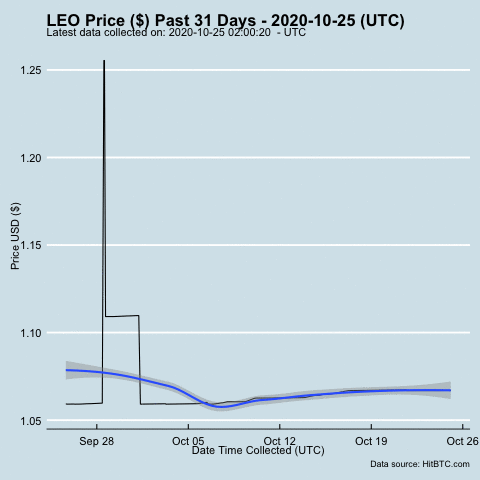 LEO Price ($) Past 31 Days - 2020-10-25 (UTC)
Latest data collected on: 2020-10-25 02:00:20 - UTC
1.25
1.20
1.15
1.10
1.05
Price USD ($)
Sep 28 Oct 05 Oct 12 Oct 19 Oct 26
Date Time Collected (UTC)
Data source: HitBTC.com